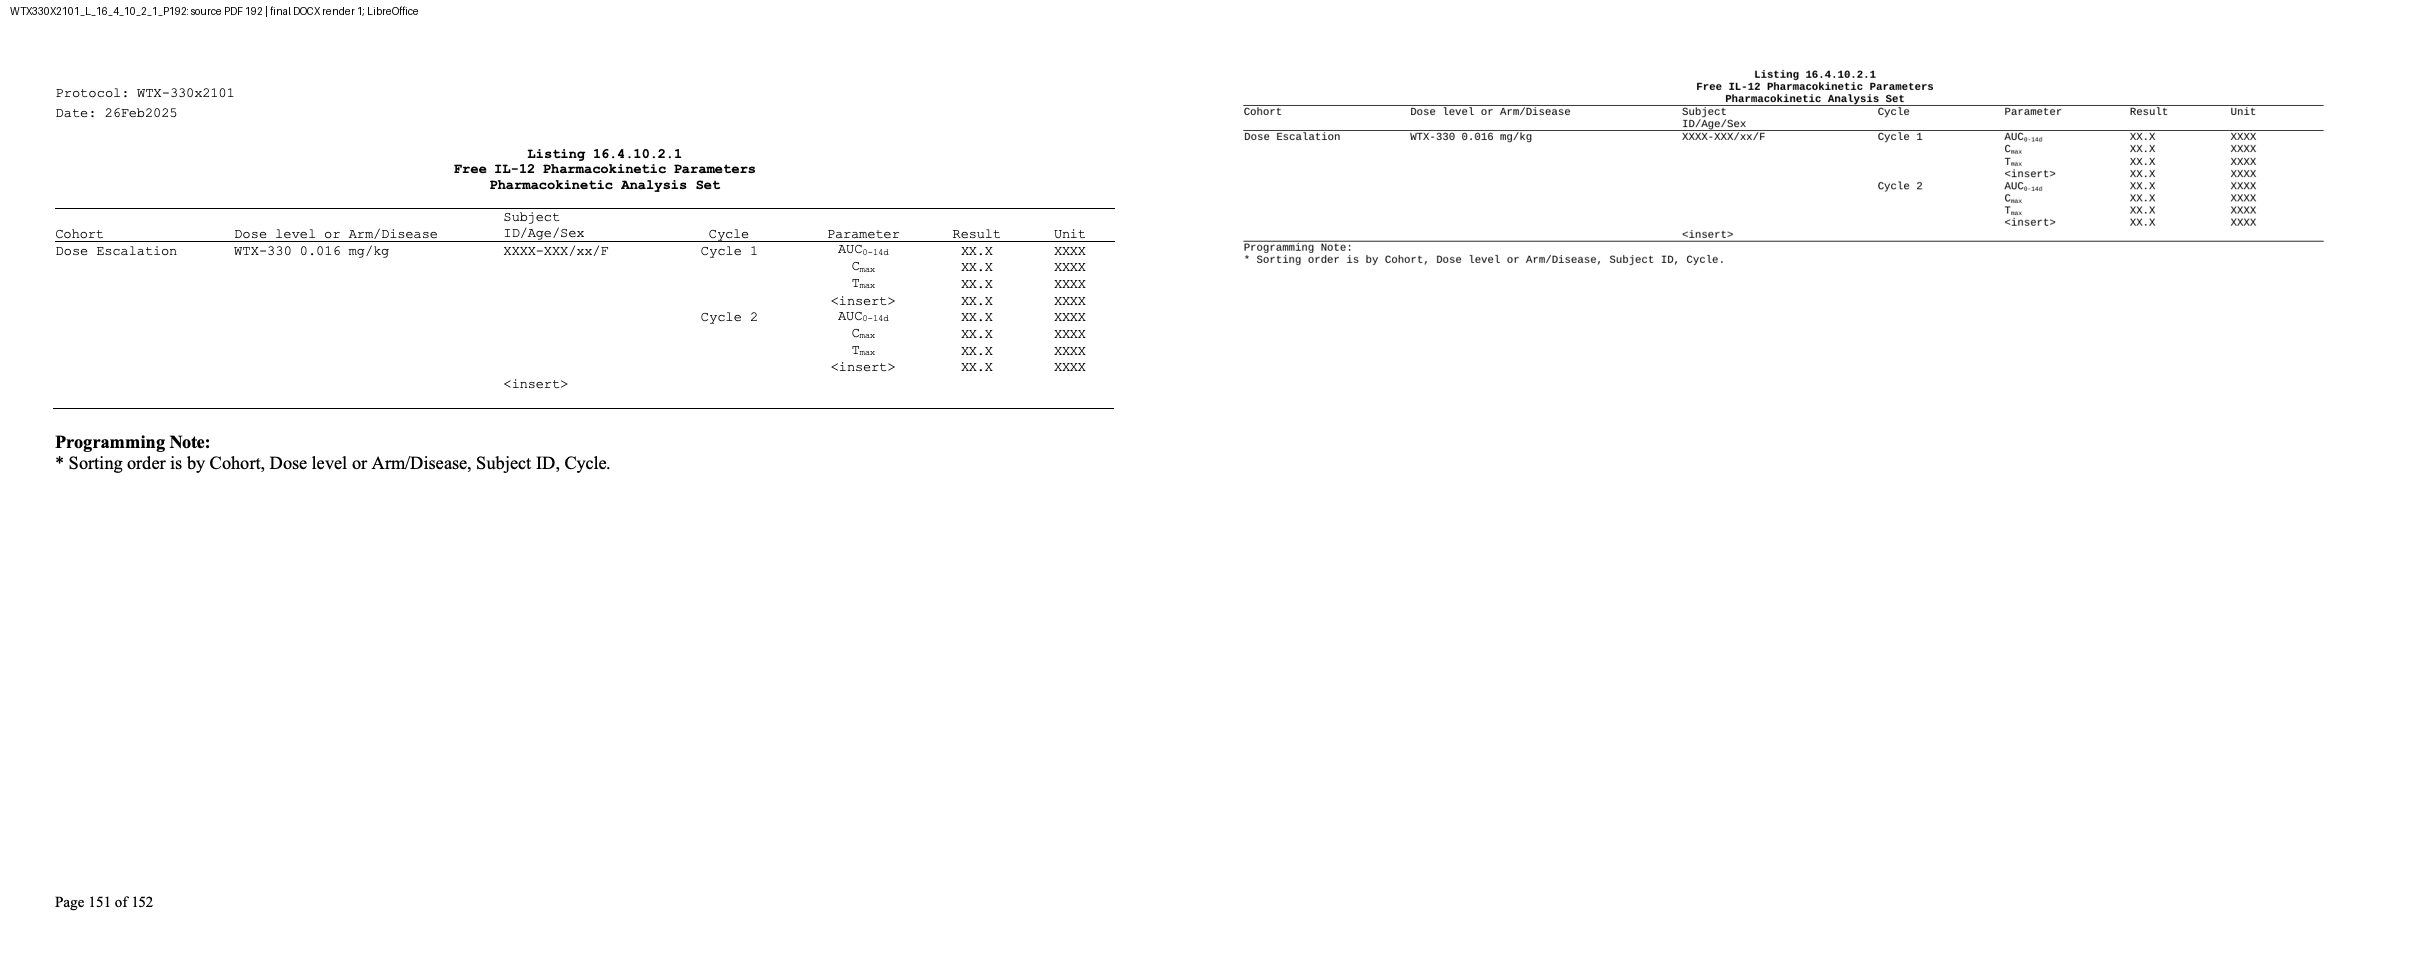 WTX330X2101_L_16_4_10_2_1_P192: source PDF 192 | final DOCX render 1; LibreOffice
Protocol: WTX-330x2101
Date: 26Feb2025
Listing 16.4.10.2.1
Free IL-12 Pharmacokinetic Parameters
Pharmacokinetic Analysis Set
Subject
Cohort Dose level or Arm/Disease ID/Age/Sex Cycle Parameter Result Unit
Dose Escalation WTX-330 0.016 mg/kg XXXX-XXX/xx/F Cycle 1 AUC0-14d XX.X XXXX
Cmax XX.X XXXX
Tmax XX.X XXXX
<insert> XX.X XXXX
Cycle 2 AUC0-14d XX.X XXXX
Cmax XX.X XXXX
Tmax XX.X XXXX
<insert> XX.X XXXX
<insert>
Programming Note:
* Sorting order is by Cohort, Dose level or Arm/Disease, Subject ID, Cycle.
Page 151 of 152
Listing 16.4.10.2.1
Free IL-12 Pharmacokinetic Parameters
Pharmacokinetic Analysis Set
Cohort Dose level or Arm/Disease Subject Cycle Parameter Result Unit
ID/Age/Sex
Dose Escalation WTX-330 0.016 mg/kg XXXX-XXX/xx/F Cycle 1 AUC0-14d XX.X XXXX
Cmax XX.X XXXX
Tmax XX.X XXXX
<insert> XX.X XXXX
Cycle 2 AUC0-14d XX.X XXXX
Cmax XX.X XXXX
Tmax XX.X XXXX
<insert> XX.X XXXX
<insert>
Programming Note:
* Sorting order is by Cohort, Dose level or Arm/Disease, Subject ID, Cycle.